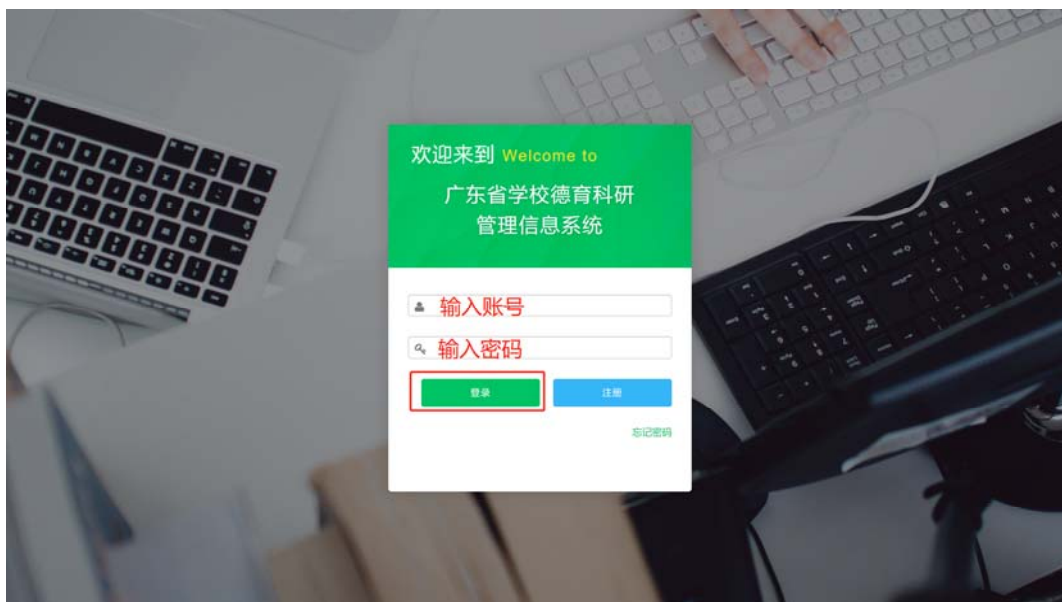 欢迎来到 Welcome to
广东省学校德育科研
管理信息系统
输入账号
输入密码
登录 注册
忘记密码